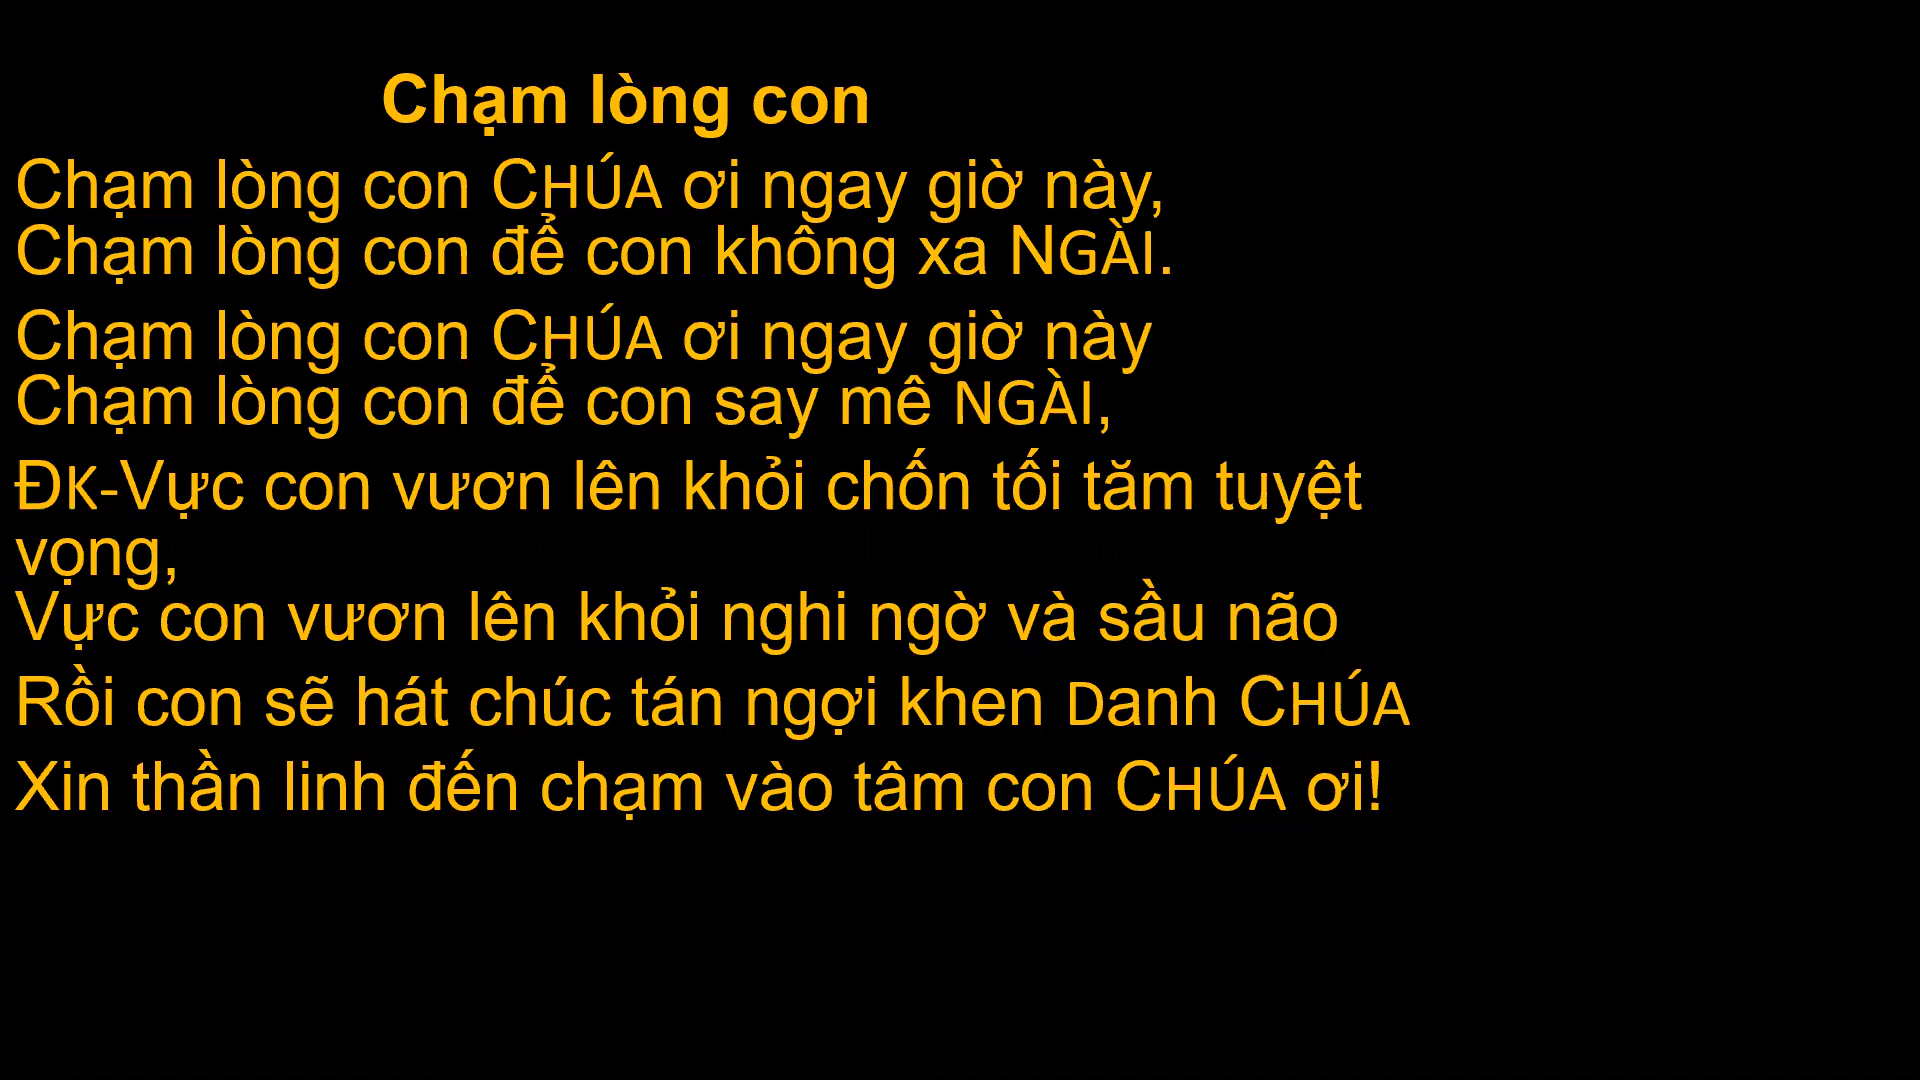 Chạm lòng con
Chạm lòng con CHÚA ơi ngay giờ này,
Chạm lòng con để con không xa NGÀI.
Chạm lòng con CHÚA ơi ngay giờ này
Chạm lòng con để con say mê NGÀI,
ĐK-Vực con vươn lên khỏi chốn tối tăm tuyệt
vọng,
Vực con vươn lên khỏi nghi ngờ và sầu não
Rồi con sẽ hát chúc tán ngợi khen Danh CHÚA
Xin thần linh đến chạm vào tâm con CHÚA ơi!